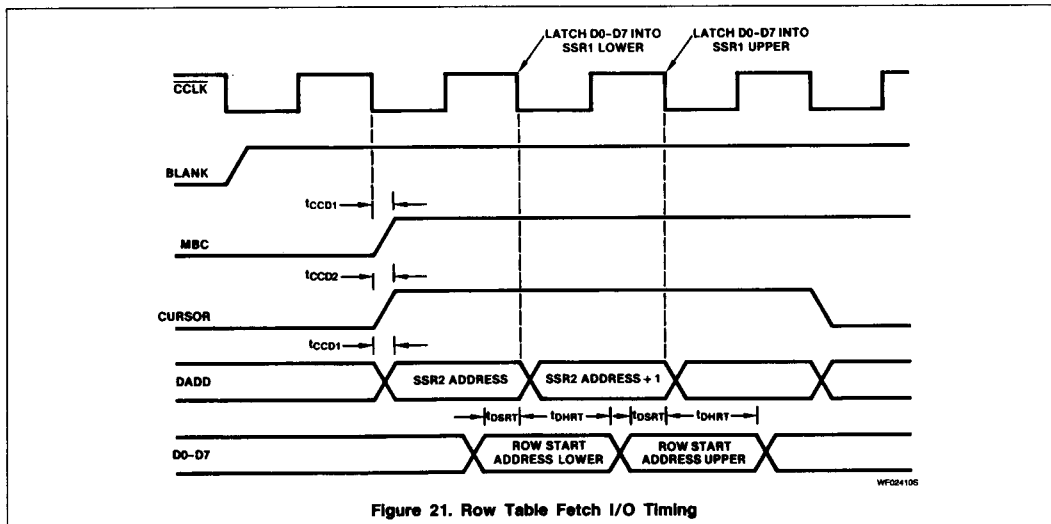 LATCH D0-D7 INTO
SSR1 LOWER
LATCH D0-D7 INTO
SSR1 UPPER
CCLK
BLANK
tCCD1
MBC
tCCD2
CURSOR
tCCD1
DADD
SSR2 ADDRESS
SSR2 ADDRESS + 1
tDSRT
tDHRT
tDSRT
tDHRT
D0-D7
ROW START
ADDRESS LOWER
ROW START
ADDRESS UPPER
WF02410S
Figure 21. Row Table Fetch I/O Timing